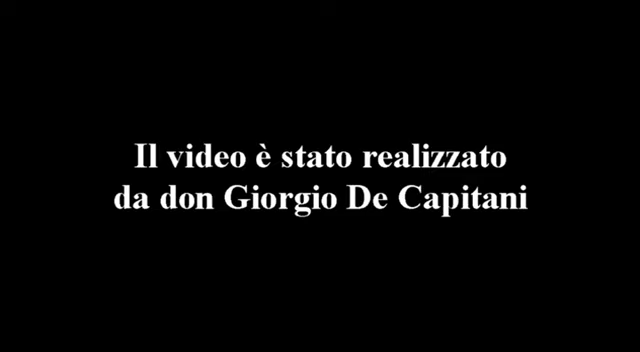 Il video è stato realizzato
da don Giorgio De Capitani